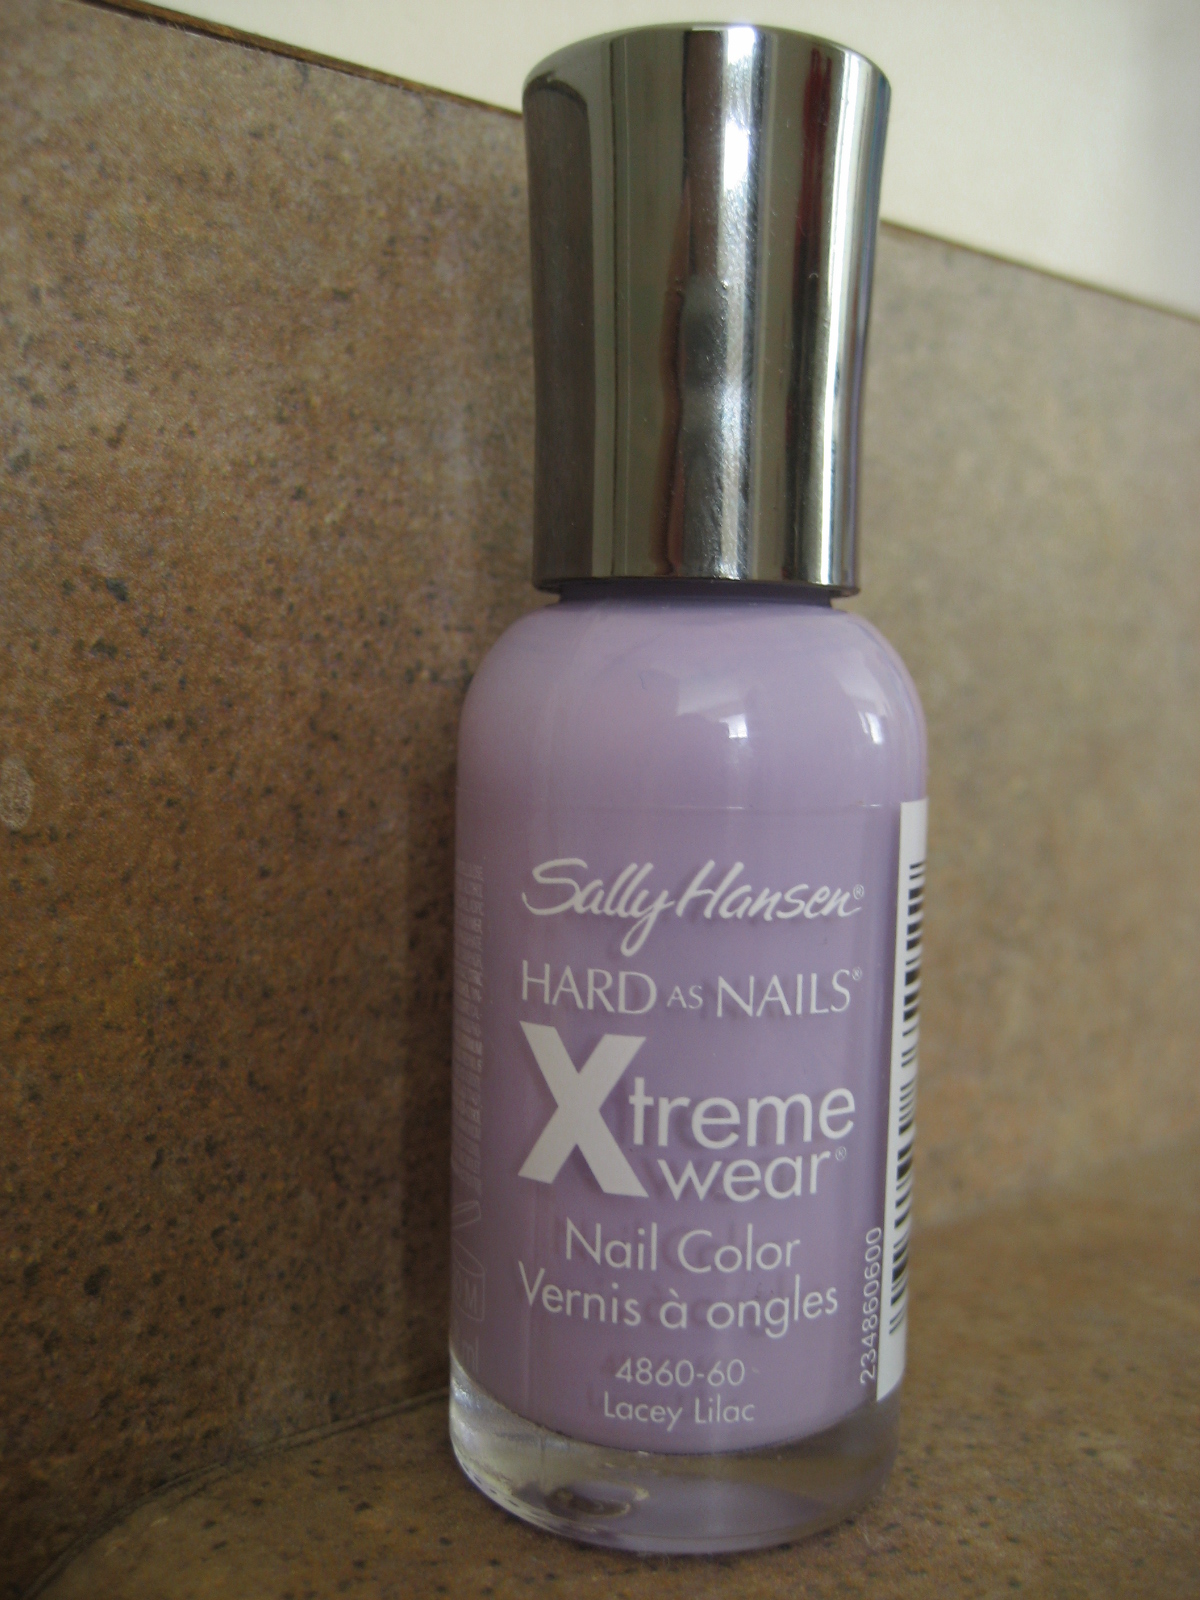 Sally Hansen®
HARD AS NAILS®
Xtreme
wear®
Nail Color
Vernis à ongles
4860-60
Lacey Lilac
234860600